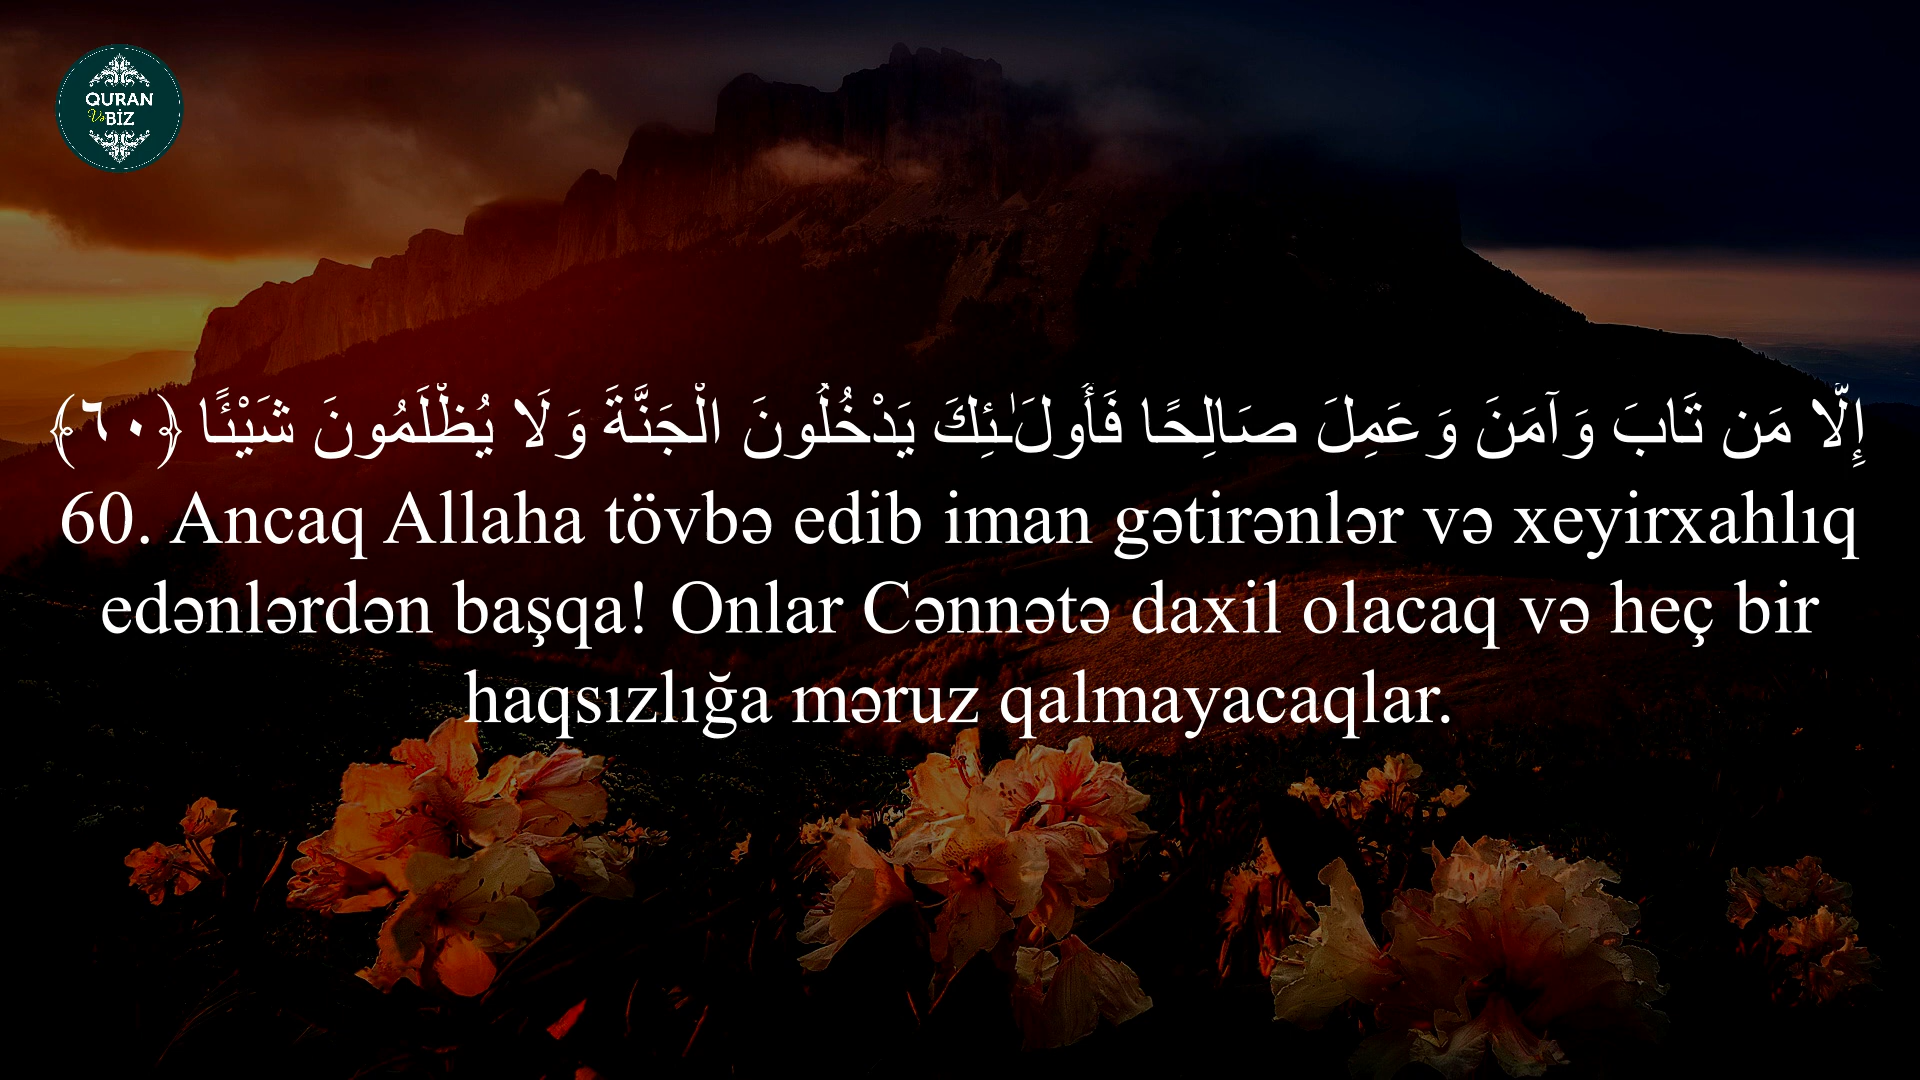 QURAN
Və BİZ
إِلَّا مَن تَابَ وَآمَنَ وَعَمِلَ صَالِحًا فَأُولَـٰئِكَ يَدْخُلُونَ الْجَنَّةَ وَلَا يُظْلَمُونَ شَيْئًا ﴿٦٠﴾
60. Ancaq Allaha tövbə edib iman gətirənlər və xeyirxahlıq
edənlərdən başqa! Onlar Cənnətə daxil olacaq və heç bir
haqsızlığa məruz qalmayacaqlar.